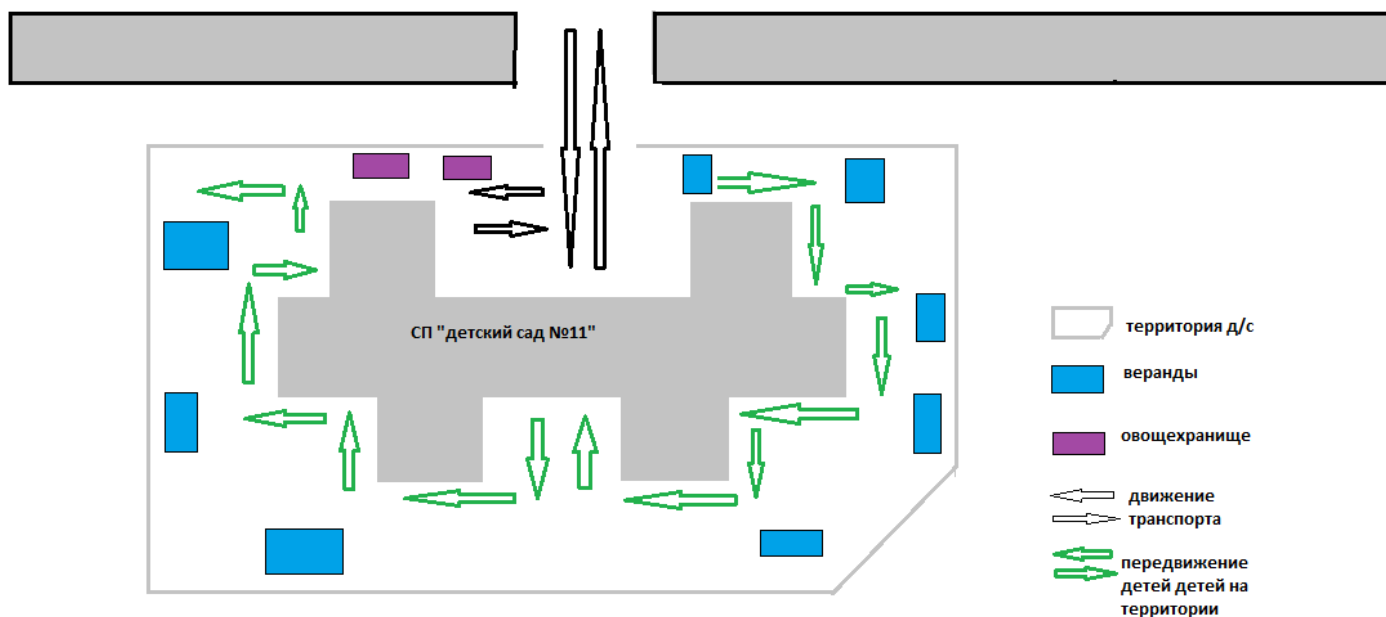 СП "детский сад №11"
территория д/с
веранды
овощехранище
движение
транспорта
передвижение
детей детей на
территории